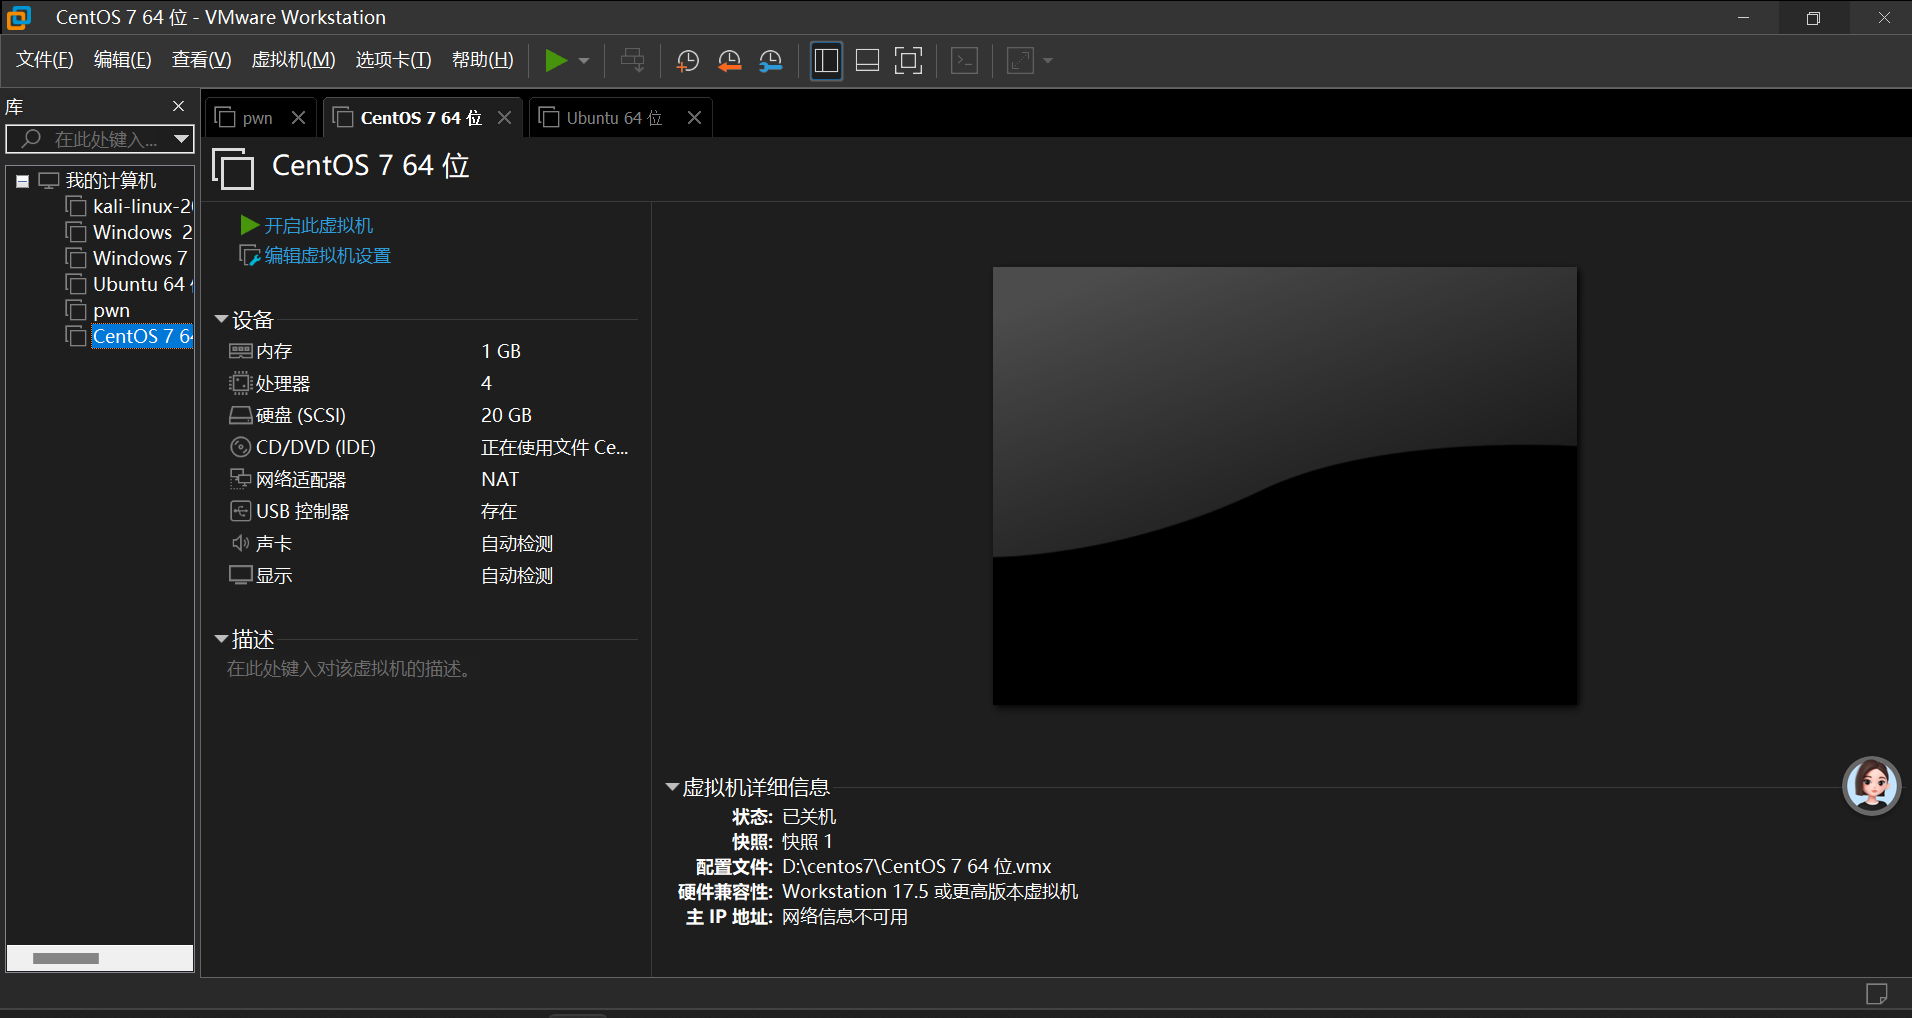 CentOS 7 64 位 - VMware Workstation
文件(F) 编辑(E) 查看(V) 虚拟机(M) 选项卡(T) 帮助(H)
库
在此处键入...
我的计算机
kali-linux-20
Windows 2
Windows 7
Ubuntu 64
pwn
CentOS 7 64
pwn
CentOS 7 64 位
Ubuntu 64 位
CentOS 7 64 位
开启此虚拟机
编辑虚拟机设置
设备
内存 1 GB
处理器 4
硬盘 (SCSI) 20 GB
CD/DVD (IDE) 正在使用文件 Ce...
网络适配器 NAT
USB 控制器 存在
声卡 自动检测
显示 自动检测
描述
在此处键入对该虚拟机的描述。
虚拟机详细信息
状态: 已关机
快照: 快照 1
配置文件: D:\centos7\CentOS 7 64 位.vmx
硬件兼容性: Workstation 17.5 或更高版本虚拟机
主 IP 地址: 网络信息不可用